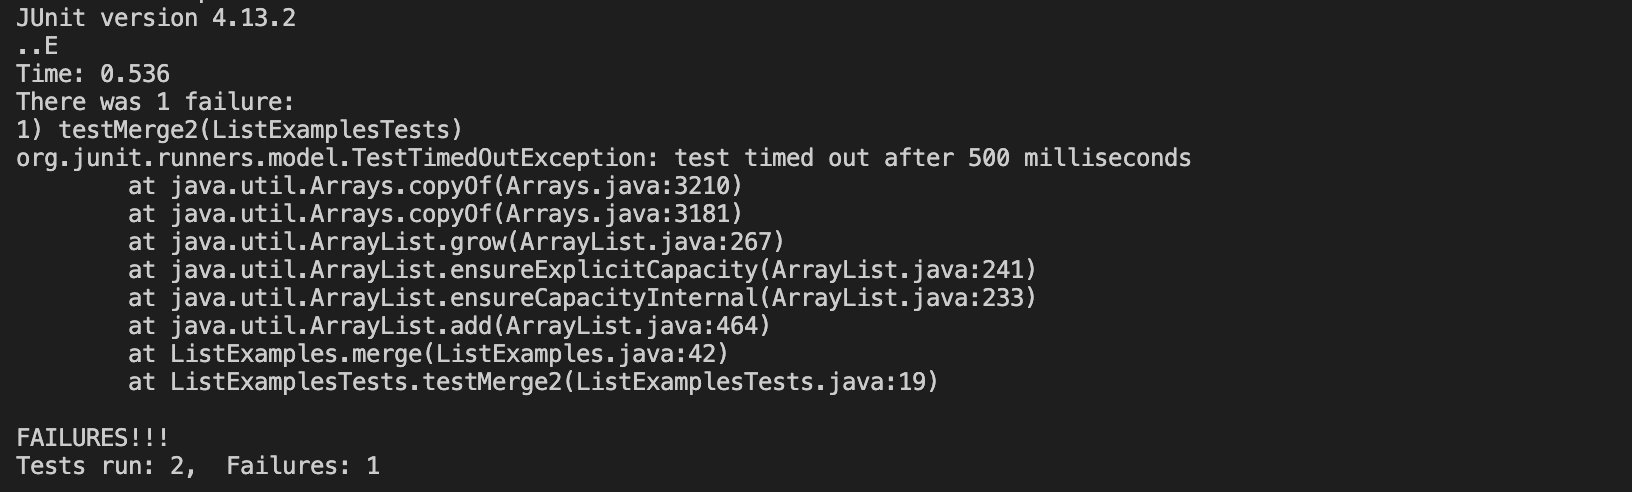 JUnit version 4.13.2
..E
Time: 0.536
There was 1 failure:
1) testMerge2(ListExamplesTests)
org.junit.runners.model.TestTimedOutException: test timed out after 500 milliseconds
        at java.util.Arrays.copyOf(Arrays.java:3210)
        at java.util.Arrays.copyOf(Arrays.java:3181)
        at java.util.ArrayList.grow(ArrayList.java:267)
        at java.util.ArrayList.ensureExplicitCapacity(ArrayList.java:241)
        at java.util.ArrayList.ensureCapacityInternal(ArrayList.java:233)
        at java.util.ArrayList.add(ArrayList.java:464)
        at ListExamples.merge(ListExamples.java:42)
        at ListExamplesTests.testMerge2(ListExamplesTests.java:19)

FAILURES!!!
Tests run: 2,  Failures: 1